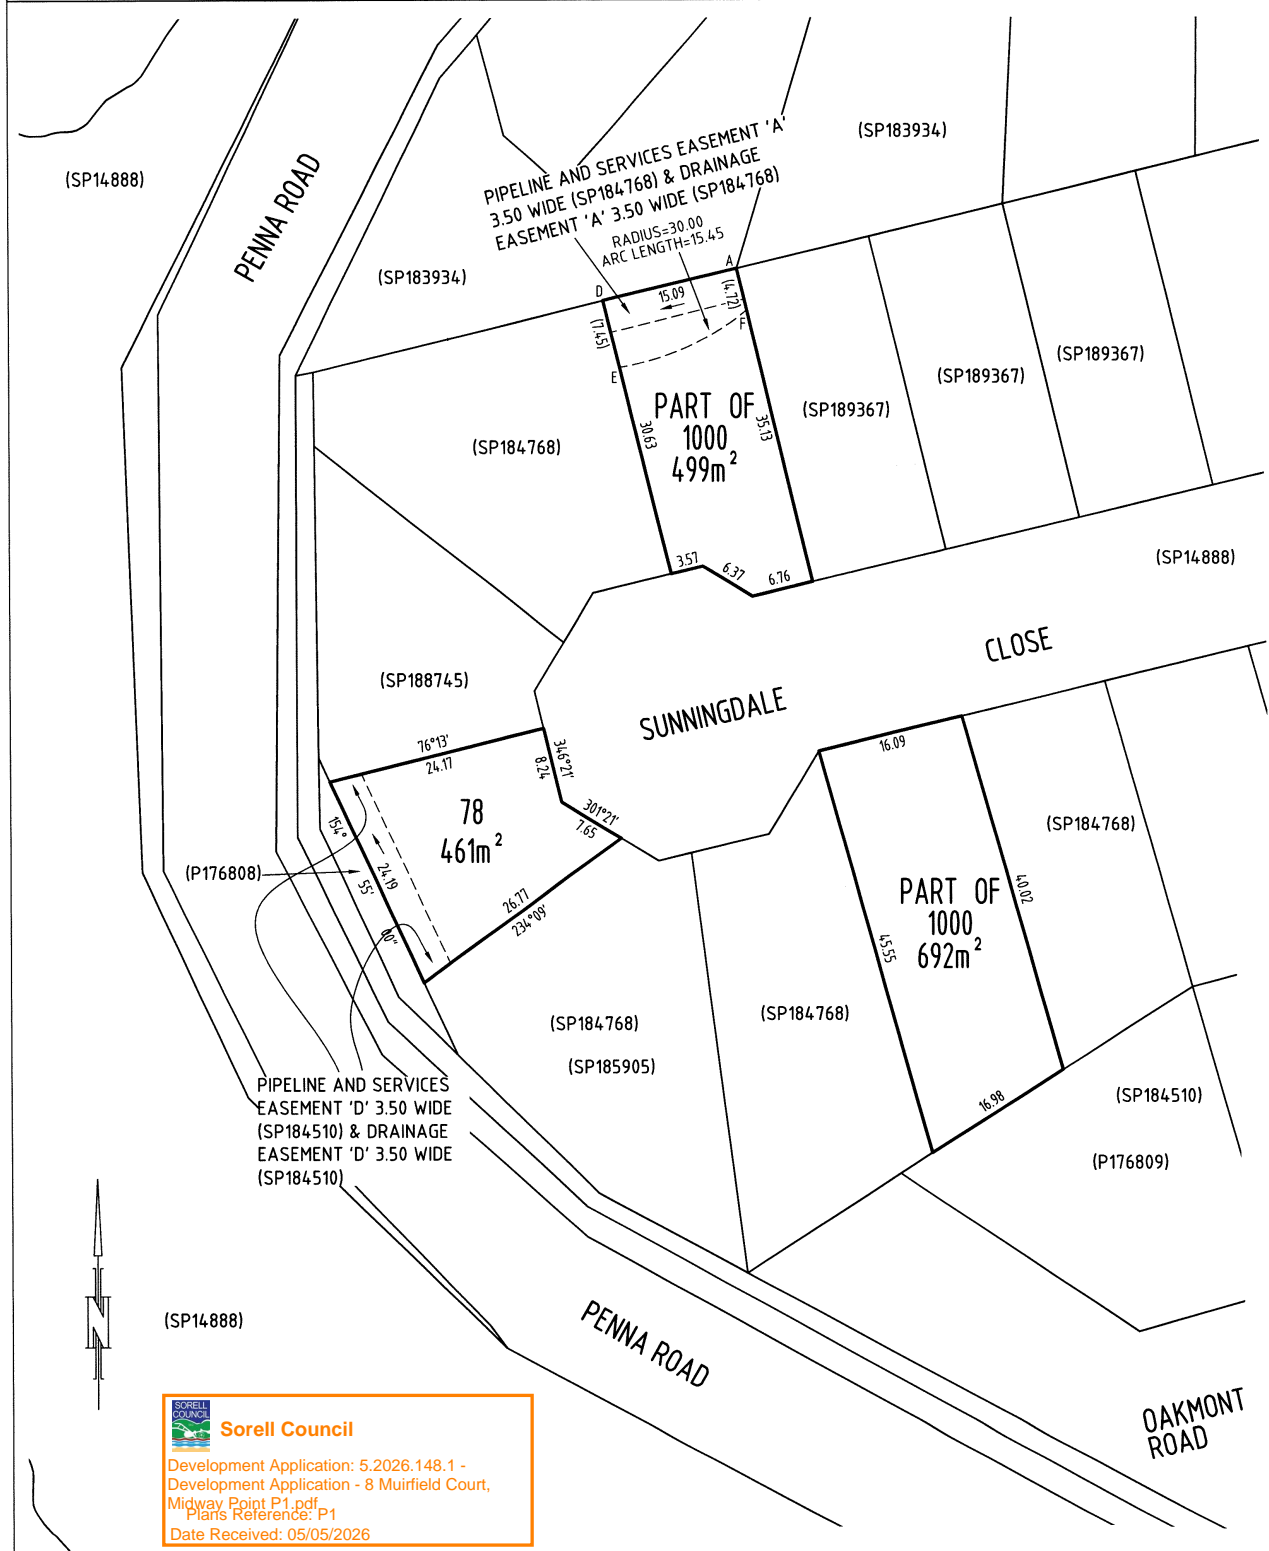 (SP183934)
(SP14888)
PENNA ROAD
PIPELINE AND SERVICES EASEMENT 'A'
3.50 WIDE (SP184768) & DRAINAGE
EASEMENT 'A' 3.50 WIDE (SP184768)
RADIUS=30.00
ARC LENGTH=15.45
(SP183934)
A
D
15.09
(4.72)
F
(7.45)
E
(SP189367)
(SP189367)
(SP189367)
PART OF
1000
499m²
30.63
35.13
(SP184768)
3.57
6.37
6.76
(SP14888)
CLOSE
SUNNINGDALE
(SP188745)
76°13'
24.17
346°21'
8.24
301°21'
7.65
78
461m²
154°
55'
00"
24.19
26.77
234°09'
(P176808)
16.09
(SP184768)
PART OF
1000
692m²
40.02
45.55
16.98
(SP184768)
(SP184768)
(SP185905)
PIPELINE AND SERVICES
EASEMENT 'D' 3.50 WIDE
(SP184510) & DRAINAGE
EASEMENT 'D' 3.50 WIDE
(SP184510)
(SP184510)
(P176809)
N
(SP14888)
PENNA ROAD
OAKMONT
ROAD
SORELL
COUNCIL
Sorell Council
Development Application: 5.2026.148.1 -
Development Application - 8 Muirfield Court,
Midway Point P1.pdf
Plans Reference: P1
Date Received: 05/05/2026